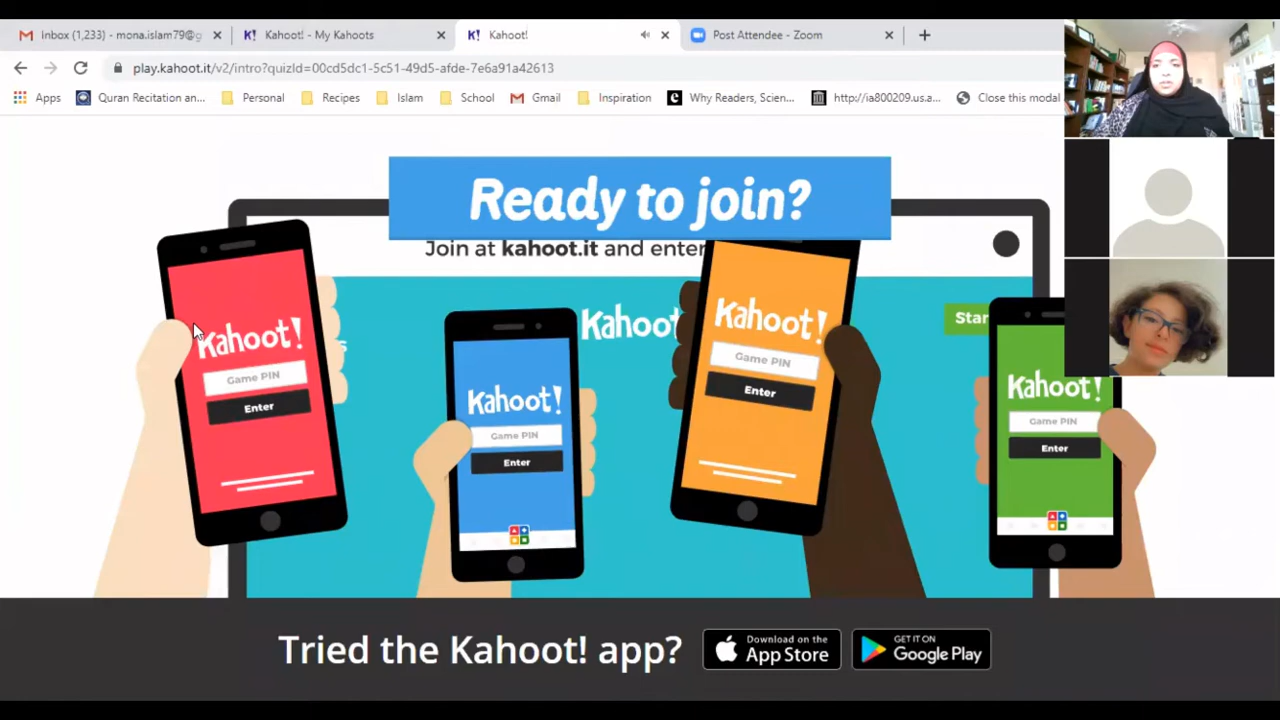 Inbox (1,233) - mona.islam79@g
Kahoot! - My Kahoots
Kahoot!
Post Attendee - Zoom
play.kahoot.it/v2/intro?quizId=00cd5dc1-5c51-49d5-afde-7e6a91a42613
Apps
Quran Recitation an...
Personal
Recipes
Islam
School
Gmail
Inspiration
Why Readers, Scien...
http://ia800209.us.a...
Close this modal
Ready to join?
Join at kahoot.it and enter
Kahoot!
Game PIN
Enter
Kahoot!
Game PIN
Enter
Kahoot
Kahoot!
Game PIN
Enter
Star
Kahoot!
Game PIN
Enter
Tried the Kahoot! app?
Download on the
App Store
GET IT ON
Google Play